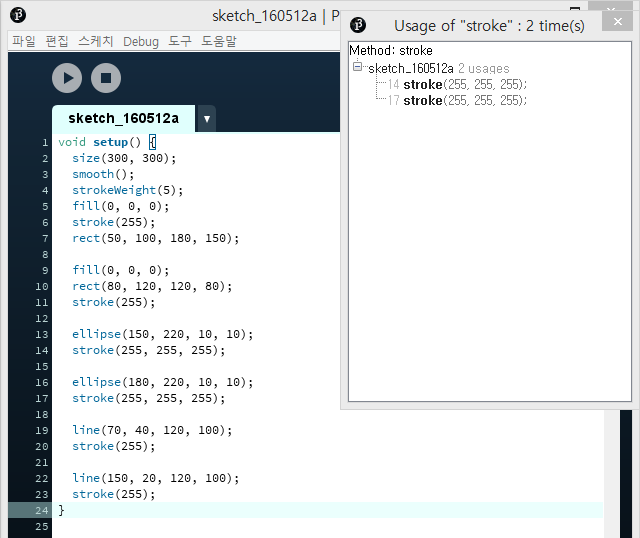 sketch_160512a | P
파일 편집 스케치 Debug 도구 도움말
sketch_160512a ▼
1 void setup() {
2 size(300, 300);
3 smooth();
4 strokeWeight(5);
5 fill(0, 0, 0);
6 stroke(255);
7 rect(50, 100, 180, 150);
8
9 fill(0, 0, 0);
10 rect(80, 120, 120, 80);
11 stroke(255);
12
13 ellipse(150, 220, 10, 10);
14 stroke(255, 255, 255);
15
16 ellipse(180, 220, 10, 10);
17 stroke(255, 255, 255);
18
19 line(70, 40, 120, 100);
20 stroke(255);
21
22 line(150, 20, 120, 100);
23 stroke(255);
24 }
25
Usage of "stroke" : 2 time(s)
Method: stroke
sketch_160512a 2 usages
14 stroke(255, 255, 255);
17 stroke(255, 255, 255);